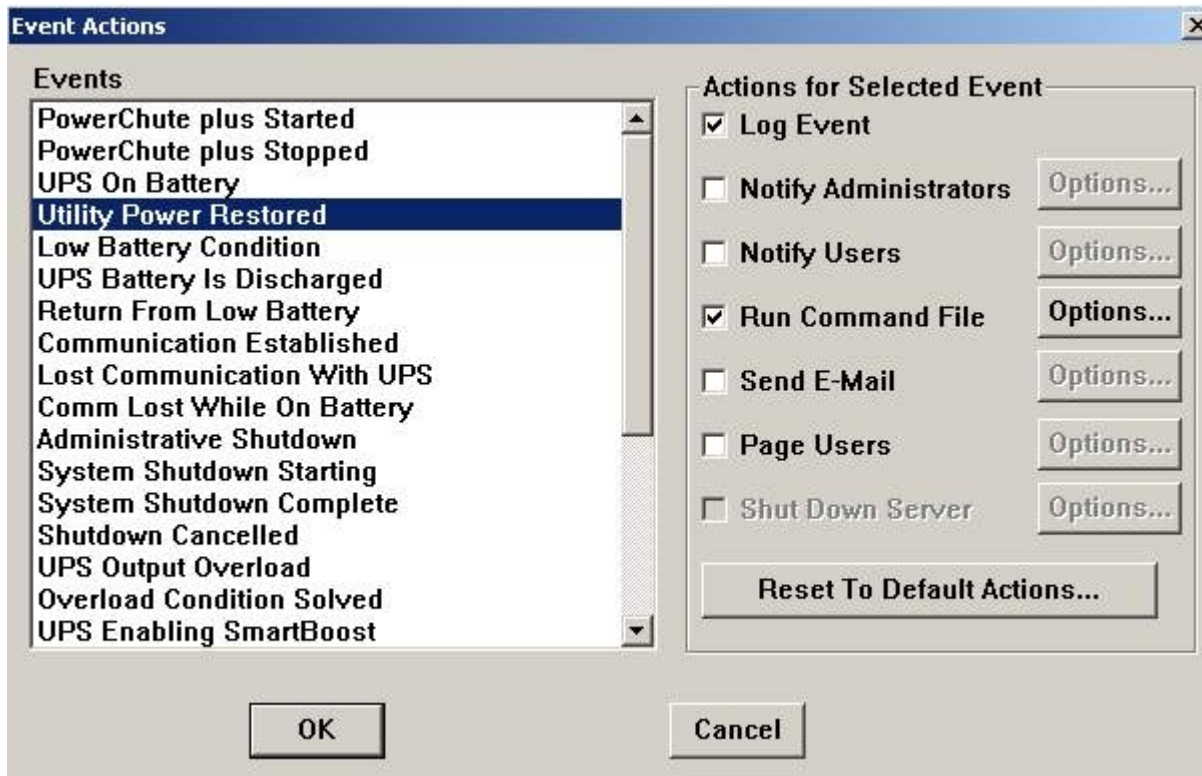 Event Actions
Events
PowerChute plus Started
PowerChute plus Stopped
UPS On Battery
Utility Power Restored
Low Battery Condition
UPS Battery Is Discharged
Return From Low Battery
Communication Established
Lost Communication With UPS
Comm Lost While On Battery
Administrative Shutdown
System Shutdown Starting
System Shutdown Complete
Shutdown Cancelled
UPS Output Overload
Overload Condition Solved
UPS Enabling SmartBoost
Actions for Selected Event
Log Event
Notify Administrators Options...
Notify Users Options...
Run Command File Options...
Send E-Mail Options...
Page Users Options...
Shut Down Server Options...
Reset To Default Actions...
OK
Cancel